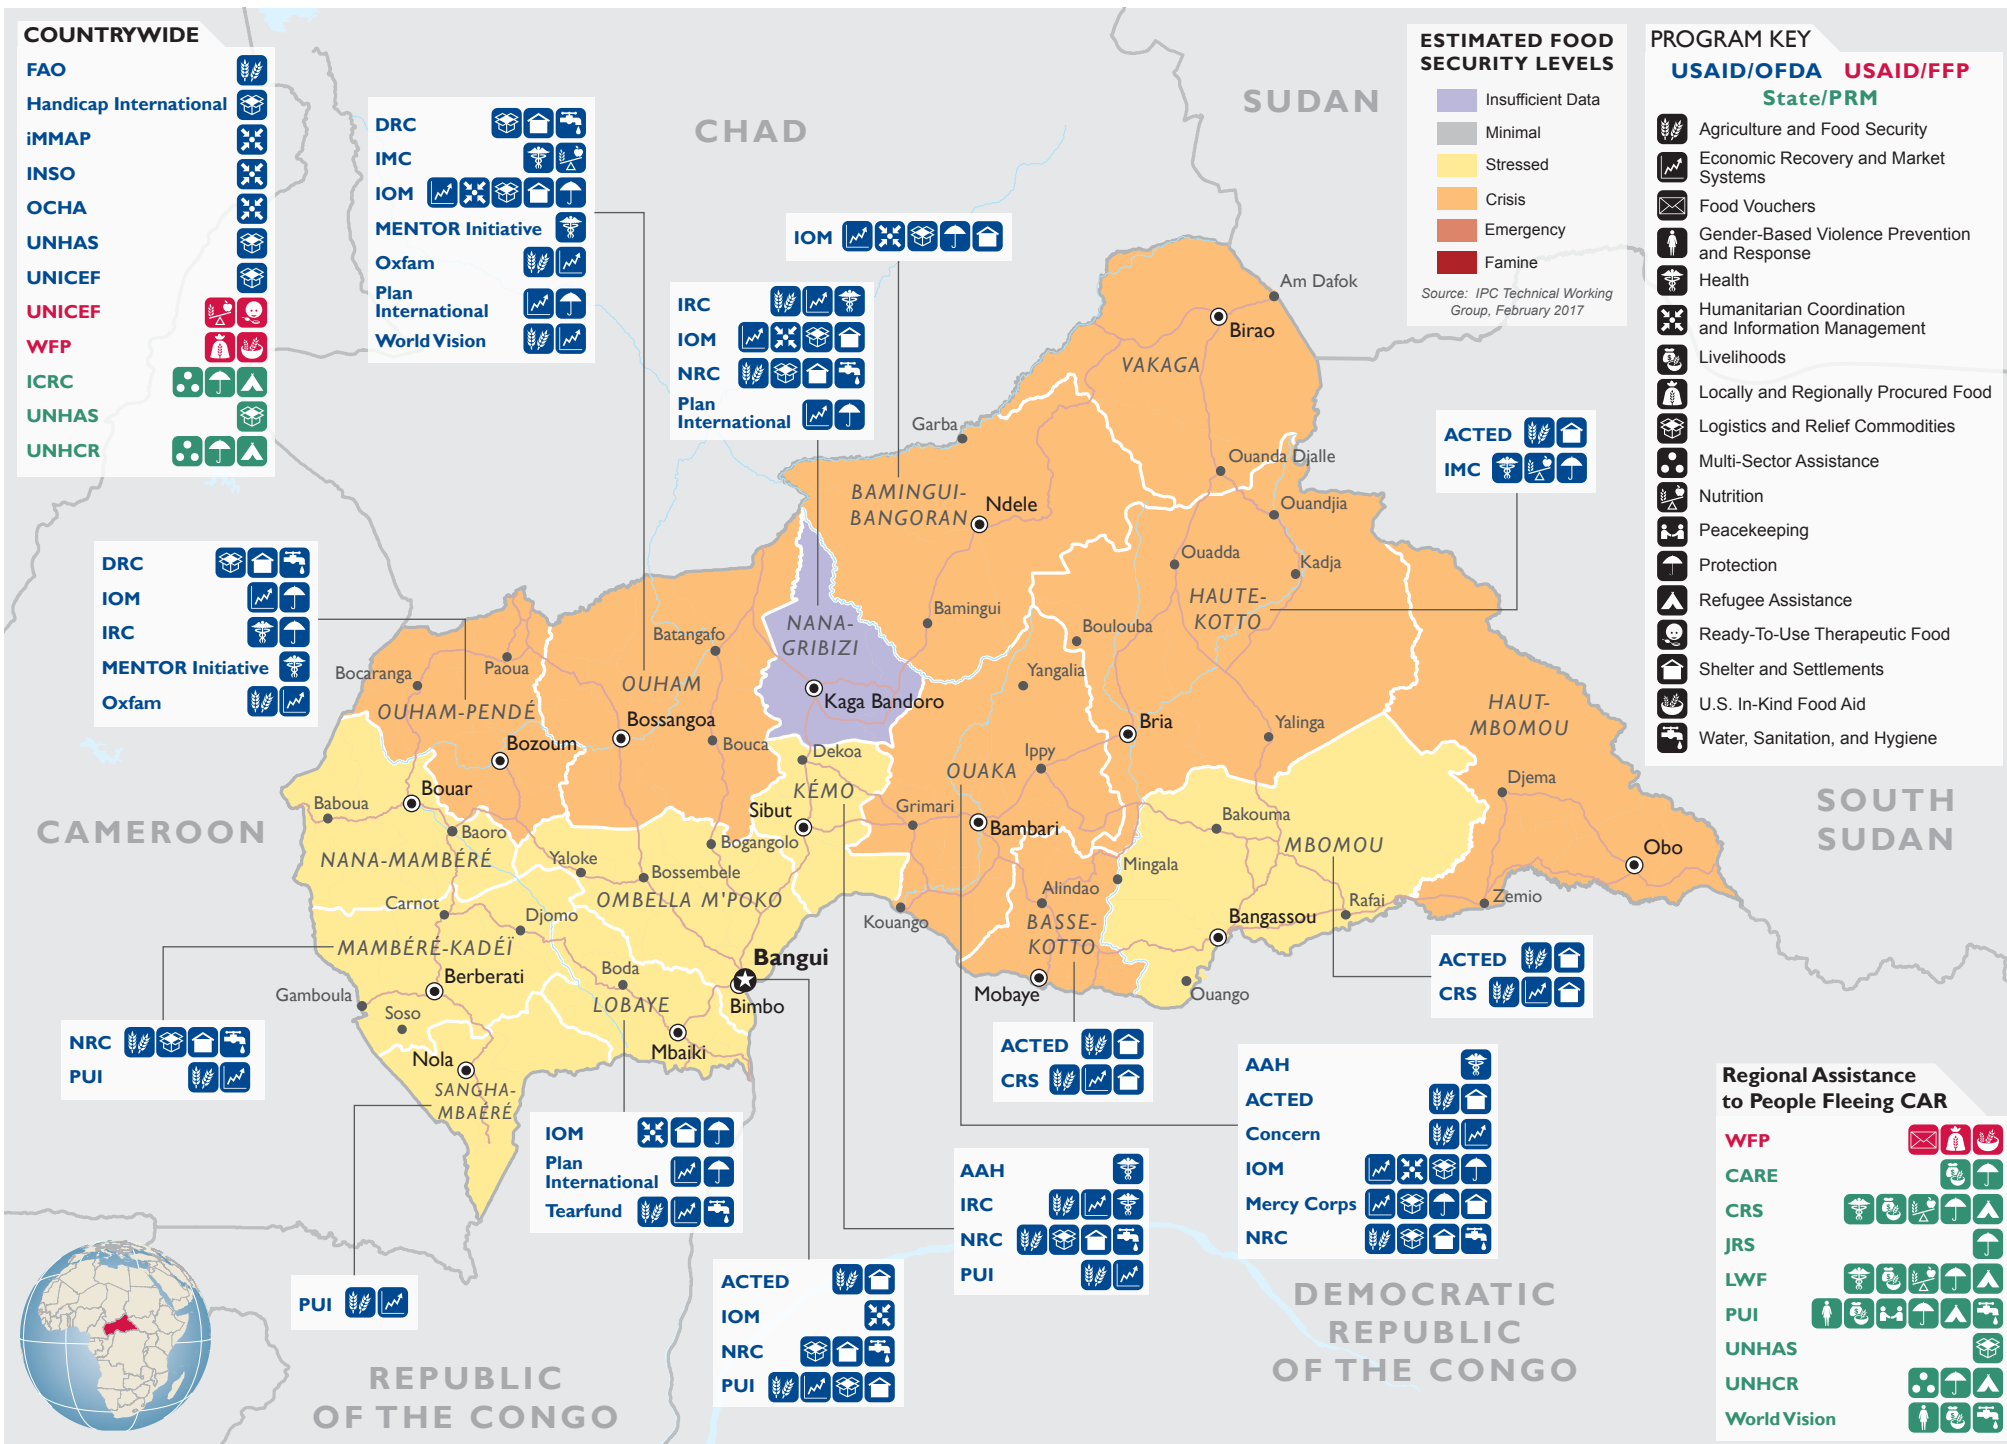 COUNTRYWIDE
FAO
Handicap International
iMMAP
INSO
OCHA
UNHAS
UNICEF
UNICEF
WFP
ICRC
UNHAS
UNHCR
DRC
IMC
IOM
MENTOR Initiative
Oxfam
Plan
International
World Vision
CHAD
SUDAN
IOM
IRC
IOM
NRC
Plan
International
ESTIMATED FOOD
SECURITY LEVELS
Insufficient Data
Minimal
Stressed
Crisis
Emergency
Famine
Source: IPC Technical Working
Group, February 2017
PROGRAM KEY
USAID/OFDA USAID/FFP
State/PRM
Agriculture and Food Security
Economic Recovery and Market
Systems
Food Vouchers
Gender-Based Violence Prevention
and Response
Health
Humanitarian Coordination
and Information Management
Livelihoods
Locally and Regionally Procured Food
Logistics and Relief Commodities
Multi-Sector Assistance
Nutrition
Peacekeeping
Protection
Refugee Assistance
Ready-To-Use Therapeutic Food
Shelter and Settlements
U.S. In-Kind Food Aid
Water, Sanitation, and Hygiene
ACTED
IMC
DRC
IOM
IRC
MENTOR Initiative
Oxfam
Am Dafok
Birao
VAKAGA
Garba
Ouanda Djalle
BAMINGUI-
BANGORAN
Ndele
Ouandjia
Ouadda
Kadja
HAUTE-
KOTTO
NANA-
GRIBIZI
Bamingui
Boulouba
Batangafo
Paoua
Bocaranga
OUHAM
Yangalia
Kaga Bandoro
OUHAM-PENDÉ
Bossangoa
Bozoum
Bouca
Dekoa
Bria
Yalinga
HAUT-
MBOMOU
Ippy
OUAKA
Djema
Bouar
Baboua
KÉMO
Sibut
Grimari
Bambari
Bakouma
MBOMOU
Obo
CAMEROON
SOUTH
SUDAN
Baoro
Bogangolo
NANA-MAMBÉRÉ
Yaloke
Bossembele
Mingala
Alindao
OMBELLA M'POKO
Carnot
Djomo
Kouango
BASSE-
KOTTO
Rafai
Zemio
Bangassou
MAMBÉRÉ-KADÉÏ
Bangui
Berberati
Boda
LOBAYE
Bimbo
Gamboula
Soso
Mobaye
Ouango
Nola
Mbaiki
SANGHA-
MBAÉRÉ
NRC
PUI
ACTED
CRS
ACTED
CRS
IOM
Plan
International
Tearfund
AAH
ACTED
Concern
IOM
Mercy Corps
NRC
AAH
IRC
NRC
PUI
PUI
ACTED
IOM
NRC
PUI
REPUBLIC
OF THE CONGO
DEMOCRATIC
REPUBLIC
OF THE CONGO
Regional Assistance
to People Fleeing CAR
WFP
CARE
CRS
JRS
LWF
PUI
UNHAS
UNHCR
World Vision